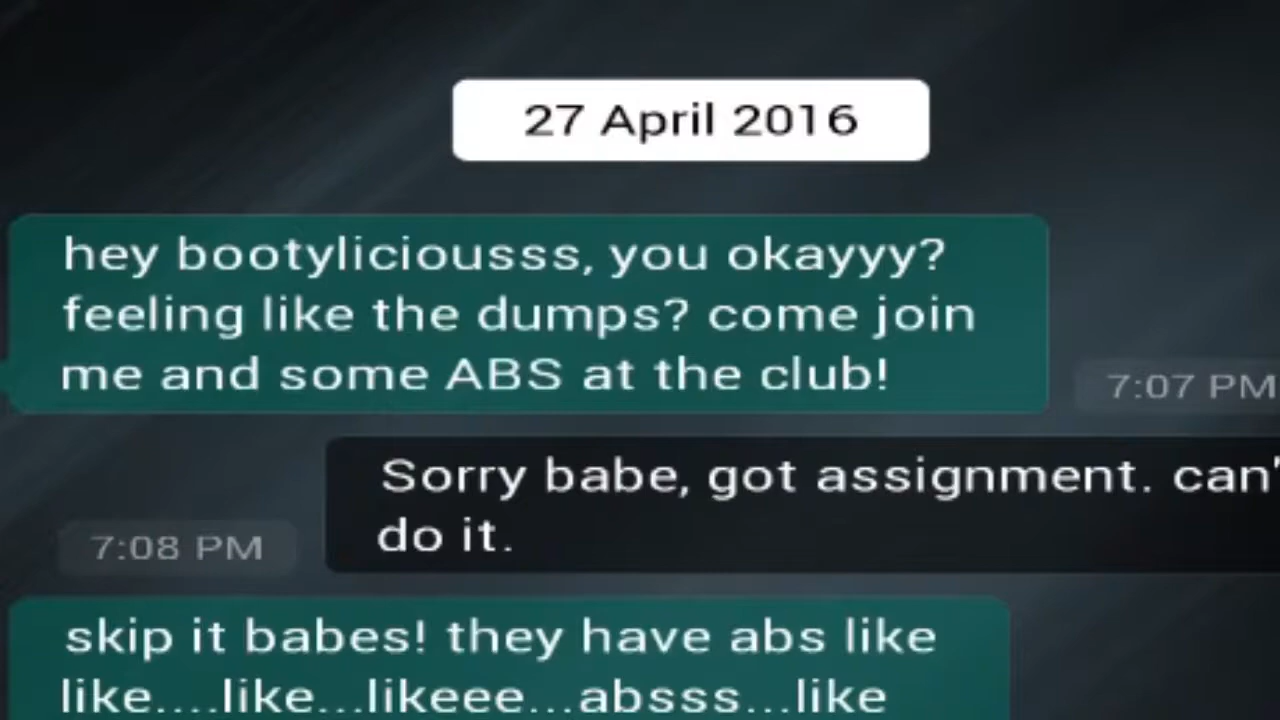 27 April 2016
hey bootyliciousss, you okayyy?
feeling like the dumps? come join
me and some ABS at the club!
7:07 PM
Sorry babe, got assignment. can'
do it.
7:08 PM
skip it babes! they have abs like
like....like...likeee...absss...like